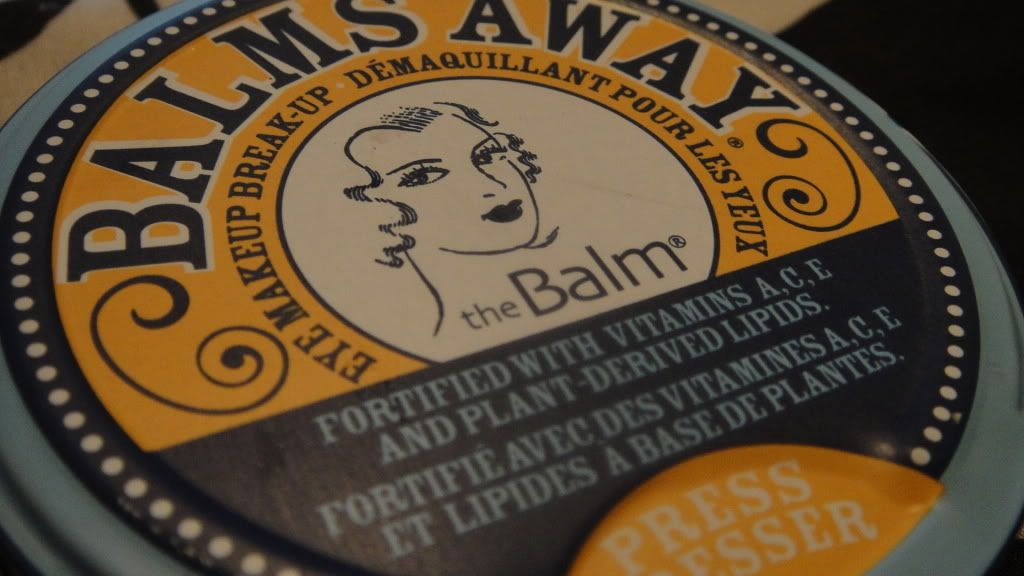 BALMS AWAY®
EYE MAKEUP BREAK-UP DÉMAQUILLANT POUR LES YEUX
theBalm®
FORTIFIED WITH VITAMINS A,C,E
AND PLANT-DERIVED LIPIDS.
FORTIFIÉ AVEC DES VITAMINES A,C,E
ET LIPIDES A BASE DE PLANTES.
PRESS